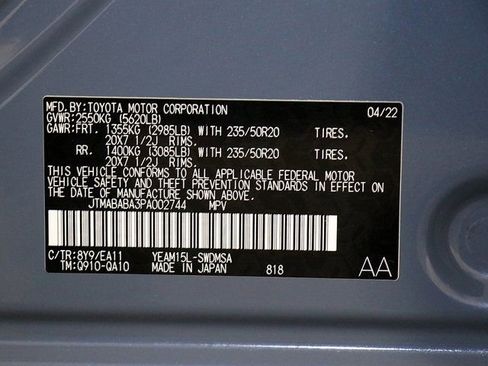 MFD.BY:TOYOTA MOTOR CORPORATION 04/22
GVWR:2550KG (5620LB)
GAWR:FRT. 1355KG (2985LB) WITH 235/50R20 TIRES.
20X7 1/2J RIMS.
RR. 1400KG (3085LB) WITH 235/50R20 TIRES.
20X7 1/2J RIMS.
THIS VEHICLE CONFORMS TO ALL APPLICABLE FEDERAL MOTOR
VEHICLE SAFETY AND THEFT PREVENTION STANDARDS IN EFFECT
ON THE DATE OF MANUFACTURE SHOWN ABOVE.
JTMABABA3PA002744 MPV
C/TR:8Y9/EA11 YEAM15L-SWDMSA
TM:Q910-QA10 MADE IN JAPAN 818
AA